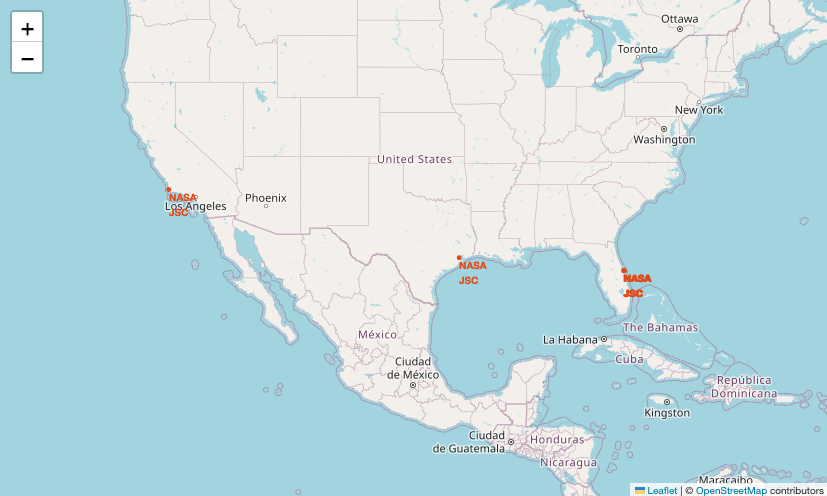 +
−
Ottawa
Toronto
New York
Washington
United States
NASA
JSC
Los Angeles
Phoenix
NASA
JSC
NASA
JSC
The Bahamas
México
La Habana
Cuba
Ciudad
de México
República
Dominicana
Kingston
Ciudad
de Guatemala
Honduras
Nicaragua
Maracaibo
Leaflet | © OpenStreetMap contributors